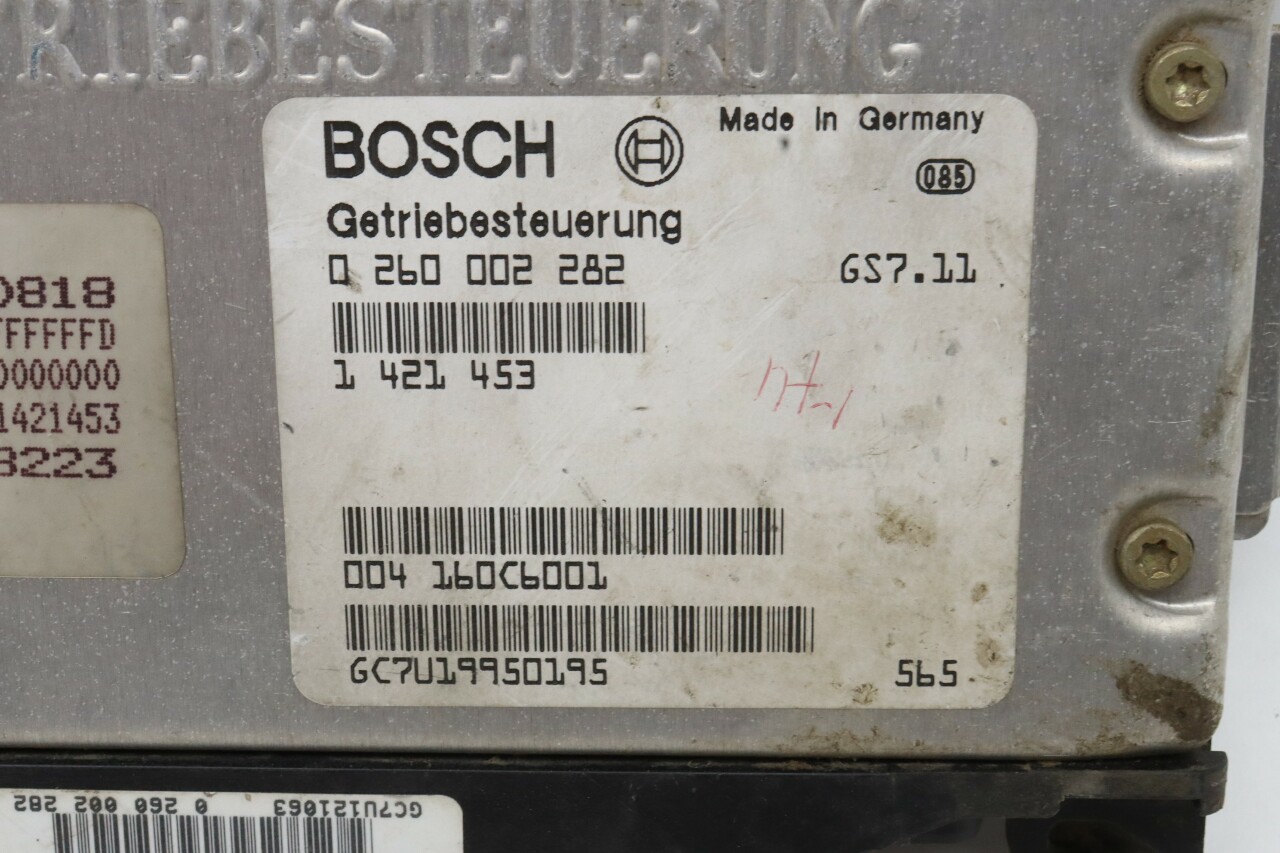 RIEBESTEUERUNG
BOSCH
Made in Germany
085
Getriebesteuerung
0 260 002 282
GS7.11
1 421 453
004 160C6001
GC7U19950195
565
0818
FFFFFFD
0000000
1421453
8223
GC7U121063 0 260 002 282